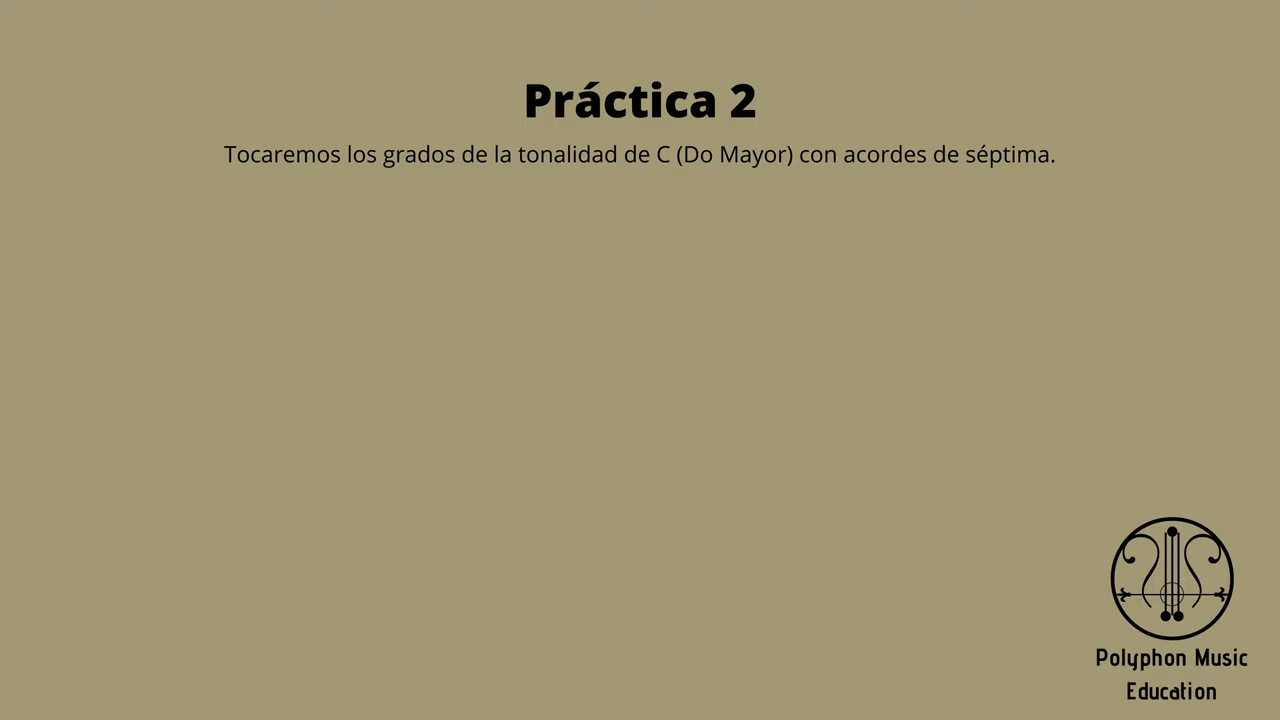 Práctica 2
Tocaremos los grados de la tonalidad de C (Do Mayor) con acordes de séptima.
Polyphon Music
Education